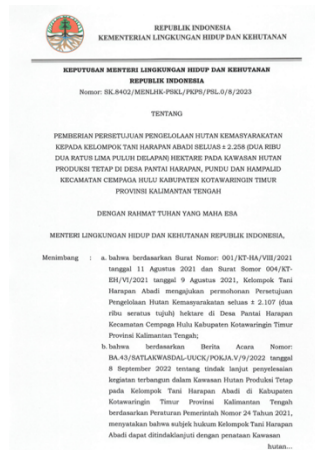 REPUBLIK INDONESIA
KEMENTERIAN LINGKUNGAN HIDUP DAN KEHUTANAN
KEPUTUSAN MENTERI LINGKUNGAN HIDUP DAN KEHUTANAN
REPUBLIK INDONESIA
Nomor: SK.8402/MENLHK-PSKL/PKPS/PSL.0/8/2023
TENTANG
PEMBERIAN PERSETUJUAN PENGELOLAAN HUTAN KEMASYARAKATAN
KEPADA KELOMPOK TANI HARAPAN ABADI SELUAS ± 2.258 (DUA RIBU
DUA RATUS LIMA PULUH DELAPAN) HEKTARE PADA KAWASAN HUTAN
PRODUKSI TETAP DI DESA PANTAI HARAPAN, PUNDU DAN HAMPALID
KECAMATAN CEMPAGA HULU KABUPATEN KOTAWARINGIN TIMUR
PROVINSI KALIMANTAN TENGAH
DENGAN RAHMAT TUHAN YANG MAHA ESA
MENTERI LINGKUNGAN HIDUP DAN KEHUTANAN REPUBLIK INDONESIA,
Menimbang : a. bahwa berdasarkan Surat Nomor: 001/KT-HA/VIII/2021
tanggal 11 Agustus 2021 dan Surat Somor 004/KT-
EH/VI/2021 tanggal 9 Agustus 2021, Kelompok Tani
Harapan Abadi mengajukan permohonan Persetujuan
Pengelolaan Hutan Kemasyarakatan seluas ± 2.107 (dua
ribu seratus tujuh) hektare di Desa Pantai Harapan
Kecamatan Cempaga Hulu Kabupaten Kotawaringin Timur
Provinsi Kalimantan Tengah;
b. bahwa berdasarkan Berita Acara Nomor:
BA.43/SATLAKWASDAL-UUCK/POKJA.V/9/2022 tanggal
8 September 2022 tentang tindak lanjut penyelesaian
kegiatan terbangun dalam Kawasan Hutan Produksi Tetap
pada Kelompok Tani Harapan Abadi di Kabupaten
Kotawaringin Timur Provinsi Kalimantan Tengah
berdasarkan Peraturan Pemerintah Nomor 24 Tahun 2021,
menyatakan bahwa subjek hukum Kelompok Tani Harapan
Abadi dapat ditindaklanjuti dengan penataan Kawasan
hutan...